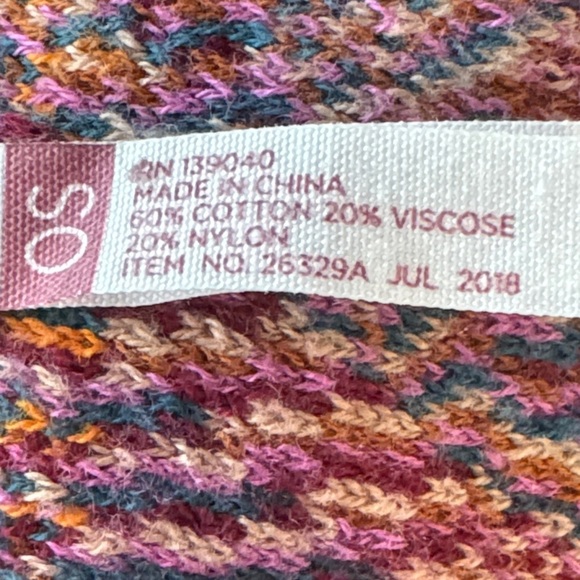 OS
RN 139040
MADE IN CHINA
60% COTTON 20% VISCOSE
20% NYLON
ITEM NO. 26329A JUL 2018